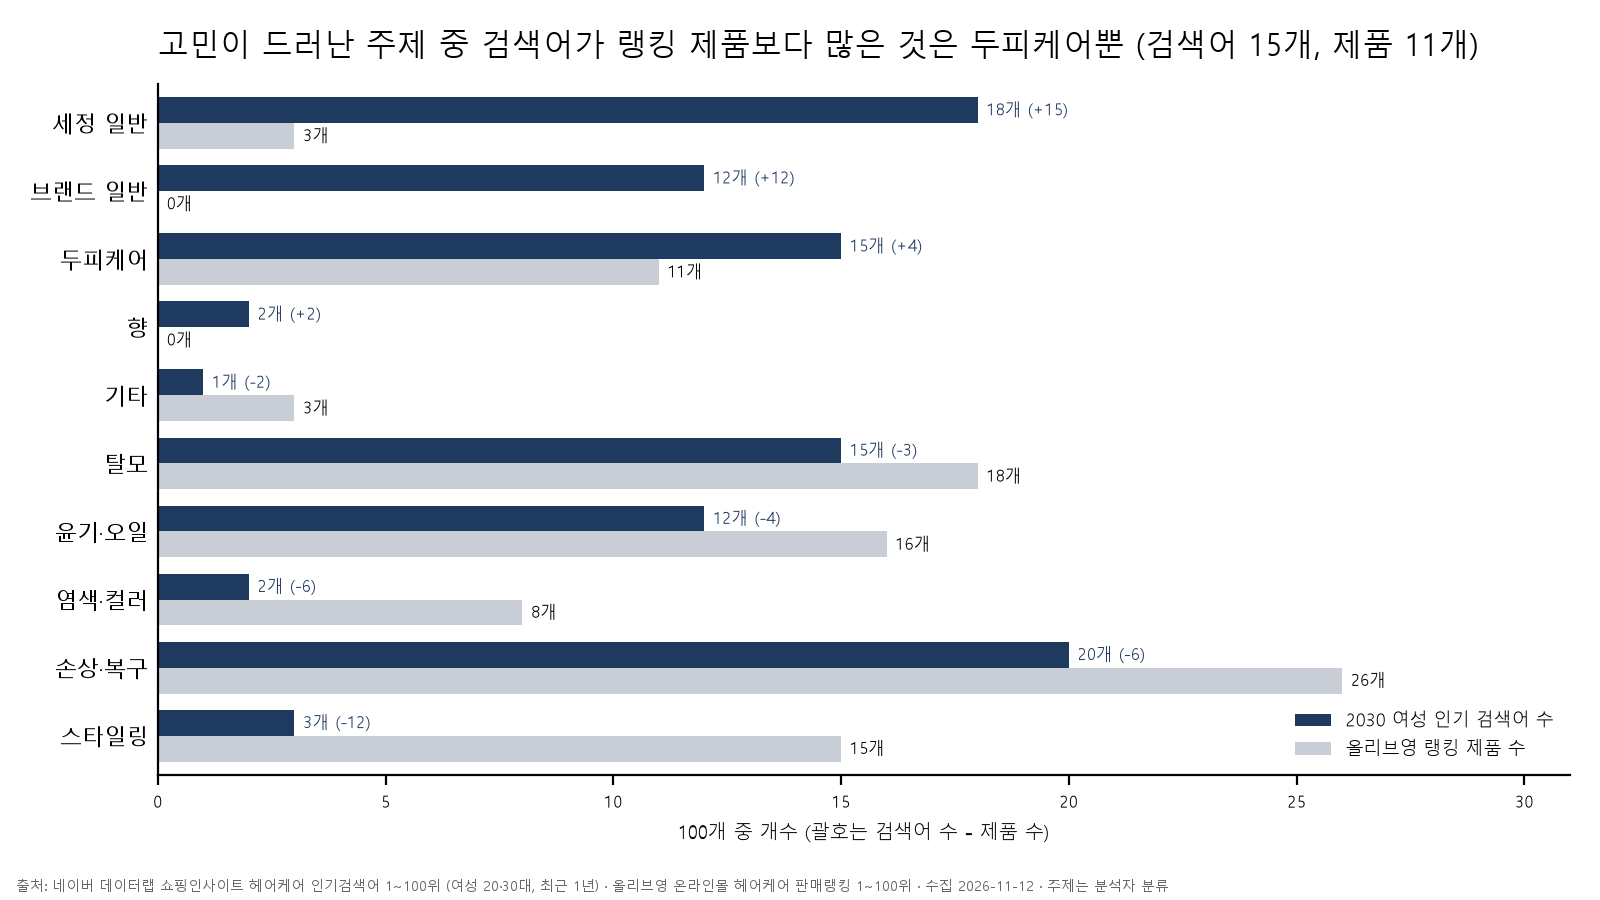 고민이 드러난 주제 중 검색어가 랭킹 제품보다 많은 것은 두피케어뿐 (검색어 15개, 제품 11개)
세정 일반
18개 (+15)
3개
브랜드 일반
12개 (+12)
0개
두피케어
15개 (+4)
11개
향
2개 (+2)
0개
기타
1개 (-2)
3개
탈모
15개 (-3)
18개
윤기·오일
12개 (-4)
16개
염색·컬러
2개 (-6)
8개
손상·복구
20개 (-6)
26개
스타일링
3개 (-12)
15개
2030 여성 인기 검색어 수
올리브영 랭킹 제품 수
0 5 10 15 20 25 30
100개 중 개수 (괄호는 검색어 수 - 제품 수)
출처: 네이버 데이터랩 쇼핑인사이트 헤어케어 인기검색어 1~100위 (여성 20·30대, 최근 1년) · 올리브영 온라인몰 헤어케어 판매랭킹 1~100위 · 수집 2026-11-12 · 주제는 분석자 분류